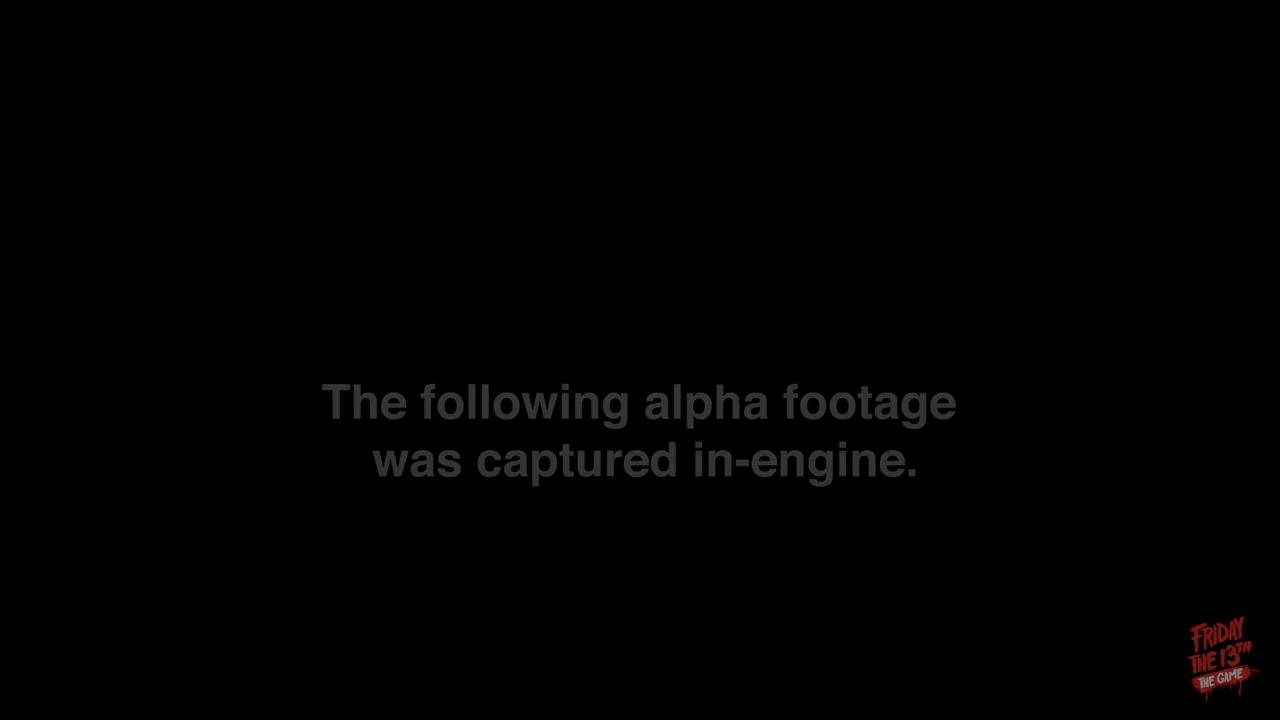 The following alpha footage
was captured in-engine.
FRIDAY
THE 13TH
THE GAME